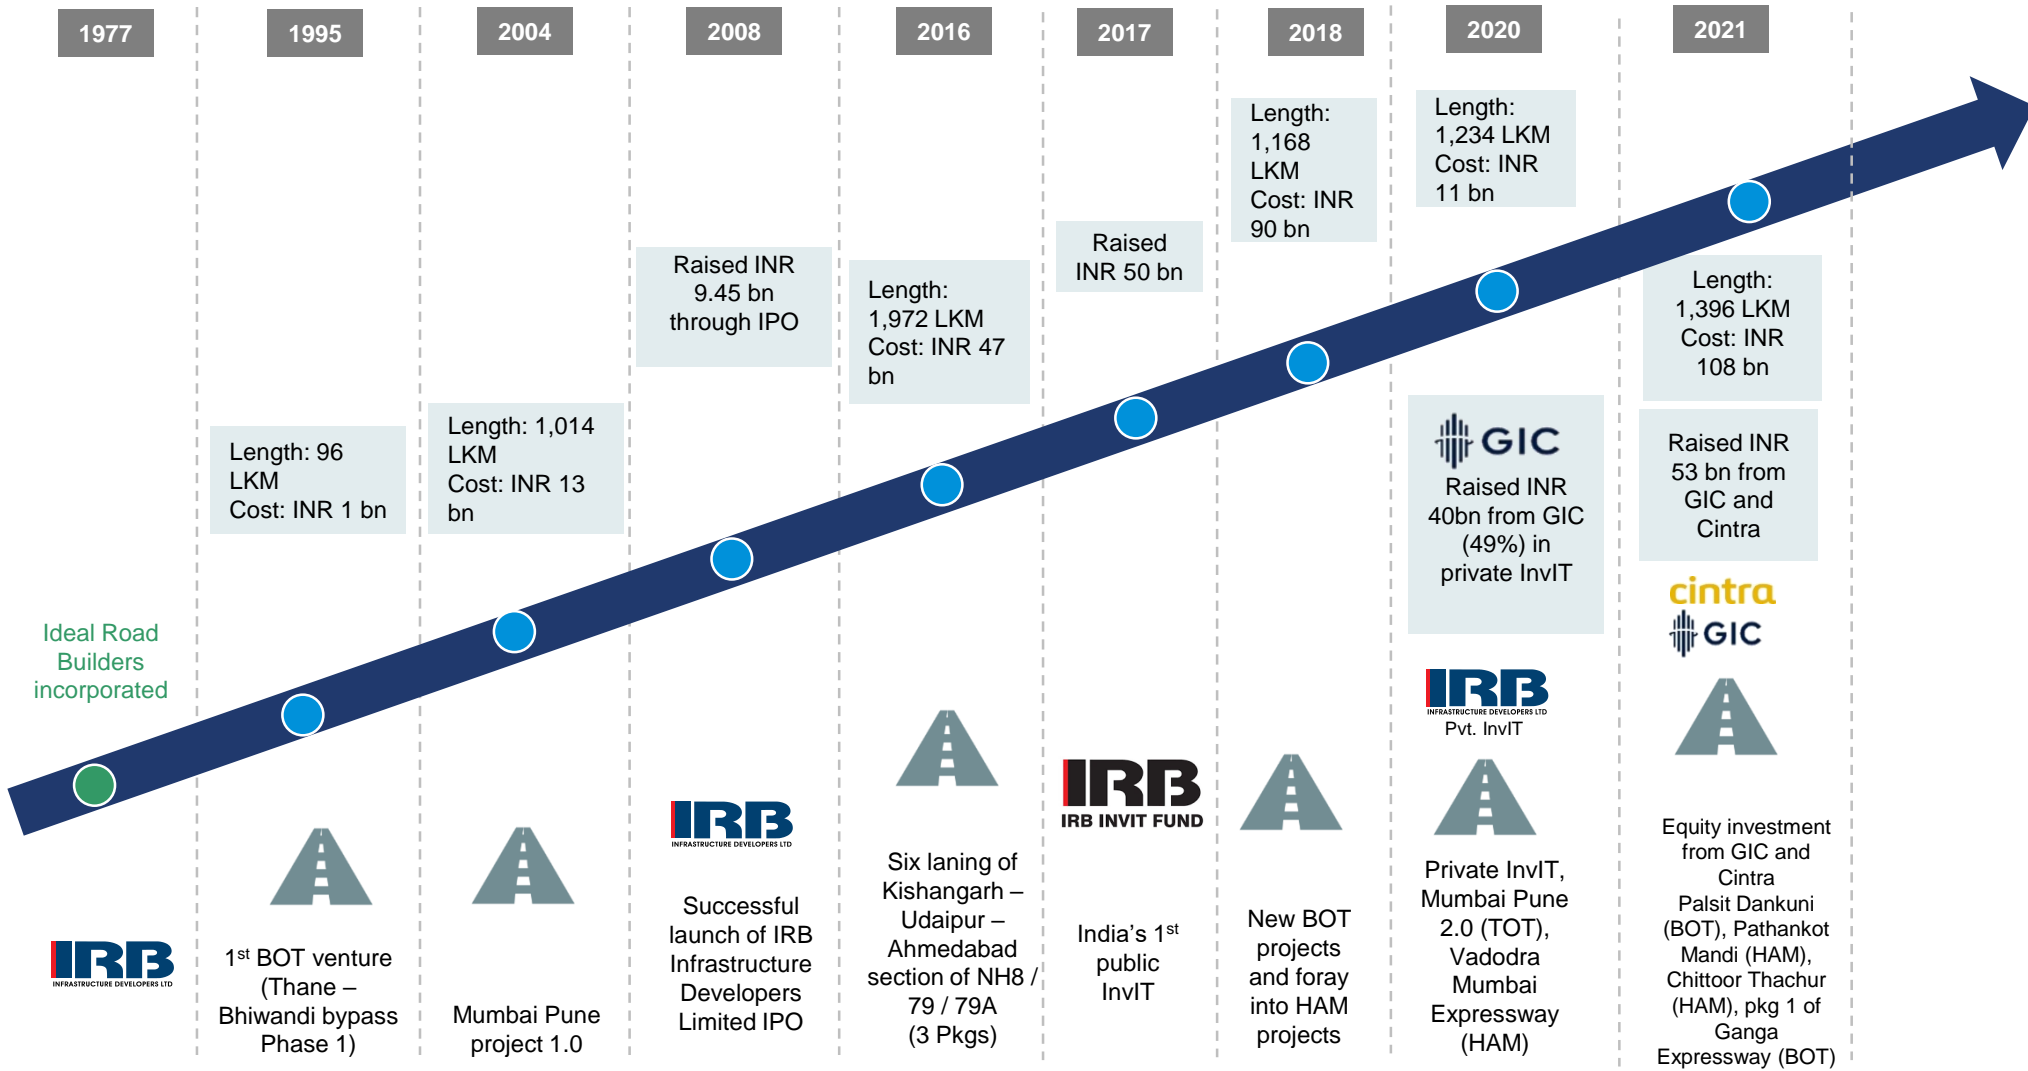 1977
1995
2004
2008
2016
2017
2018
2020
2021
Ideal Road
Builders
incorporated
IRB
INFRASTRUCTURE DEVELOPERS LTD
Length: 96
LKM
Cost: INR 1 bn
1st BOT venture
(Thane –
Bhiwandi bypass
Phase 1)
Length: 1,014
LKM
Cost: INR 13
bn
Mumbai Pune
project 1.0
Raised INR
9.45 bn
through IPO
IRB
INFRASTRUCTURE DEVELOPERS LTD
Successful
launch of IRB
Infrastructure
Developers
Limited IPO
Length:
1,972 LKM
Cost: INR 47
bn
Six laning of
Kishangarh –
Udaipur –
Ahmedabad
section of NH8 /
79 / 79A
(3 Pkgs)
Raised
INR 50 bn
IRB
IRB INVIT FUND
India’s 1st
public
InvIT
Length:
1,168
LKM
Cost: INR
90 bn
New BOT
projects
and foray
into HAM
projects
Length:
1,234 LKM
Cost: INR
11 bn
GIC
Raised INR
40bn from GIC
(49%) in
private InvIT
IRB
INFRASTRUCTURE DEVELOPERS LTD
Pvt. InvIT
Private InvIT,
Mumbai Pune
2.0 (TOT),
Vadodra
Mumbai
Expressway
(HAM)
Length:
1,396 LKM
Cost: INR
108 bn
Raised INR
53 bn from
GIC and
Cintra
cintra
GIC
Equity investment
from GIC and
Cintra
Palsit Dankuni
(BOT), Pathankot
Mandi (HAM),
Chittoor Thachur
(HAM), pkg 1 of
Ganga
Expressway (BOT)